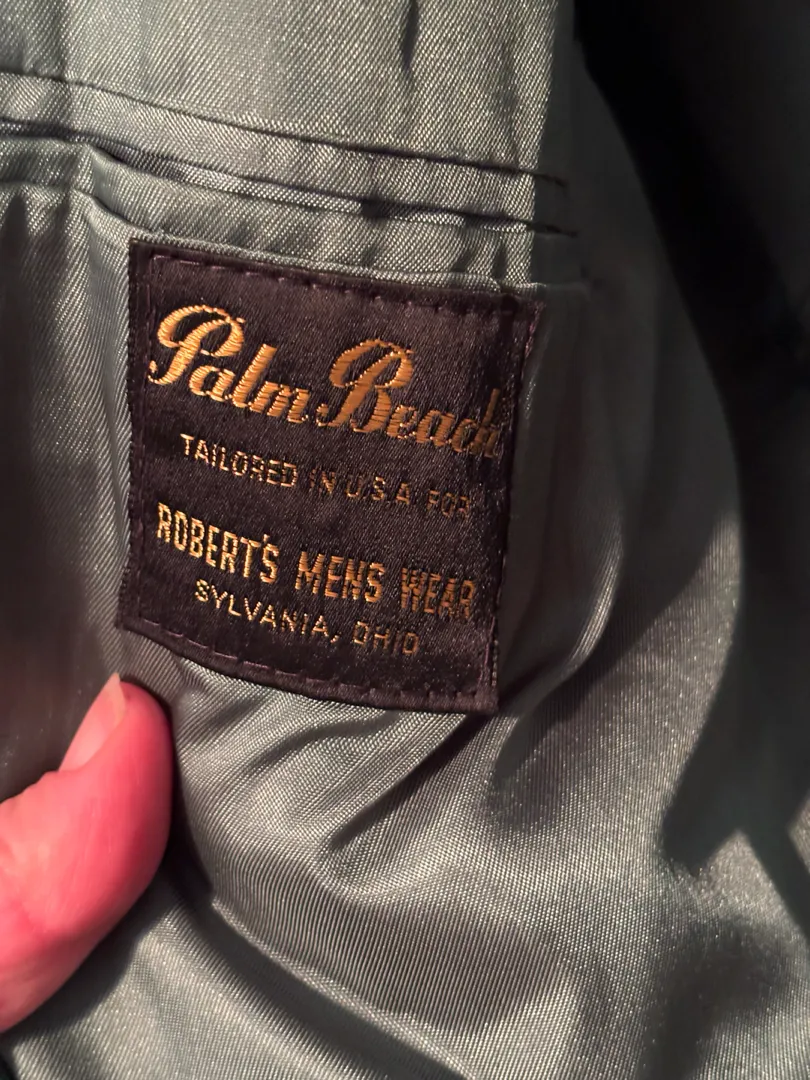 Palm Beach
TAILORED IN U.S.A. FOR
ROBERT'S MENS WEAR
SYLVANIA, OHIO